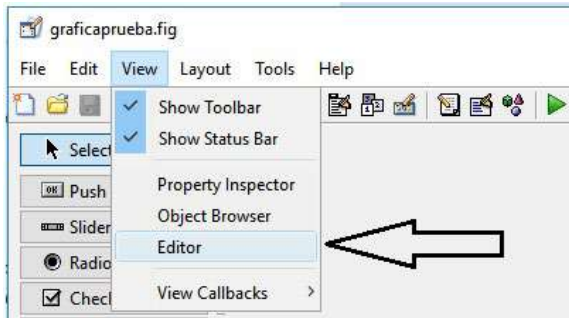 graficaprueba.fig
File Edit View Layout Tools Help
Show Toolbar
Select
Show Status Bar
Push
Property Inspector
Slider
Object Browser
Radio
Editor
View Callbacks